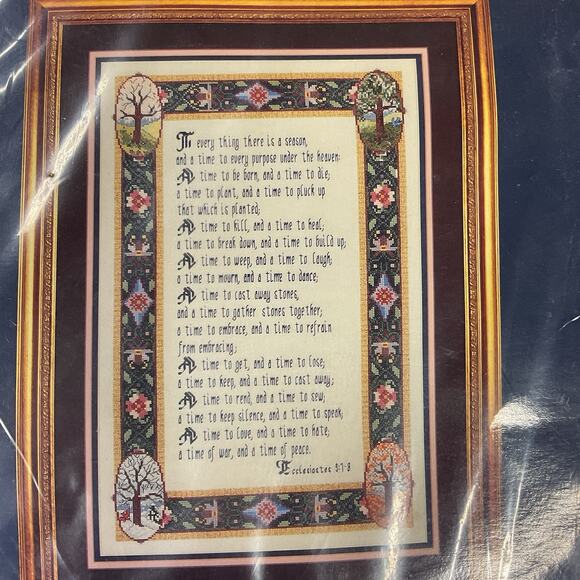 To every thing there is a season,
and a time to every purpose under the heaven:
A time to be born, and a time to die;
a time to plant, and a time to pluck up
that which is planted;
A time to kill, and a time to heal;
a time to break down, and a time to build up;
A time to weep, and a time to laugh;
a time to mourn, and a time to dance;
A time to cast away stones,
and a time to gather stones together;
a time to embrace, and a time to refrain
from embracing;
A time to get, and a time to lose;
a time to keep, and a time to cast away;
A time to rend, and a time to sew;
a time to keep silence, and a time to speak;
A time to love, and a time to hate;
a time of war, and a time of peace.
Ecclesiastes 3:1-8